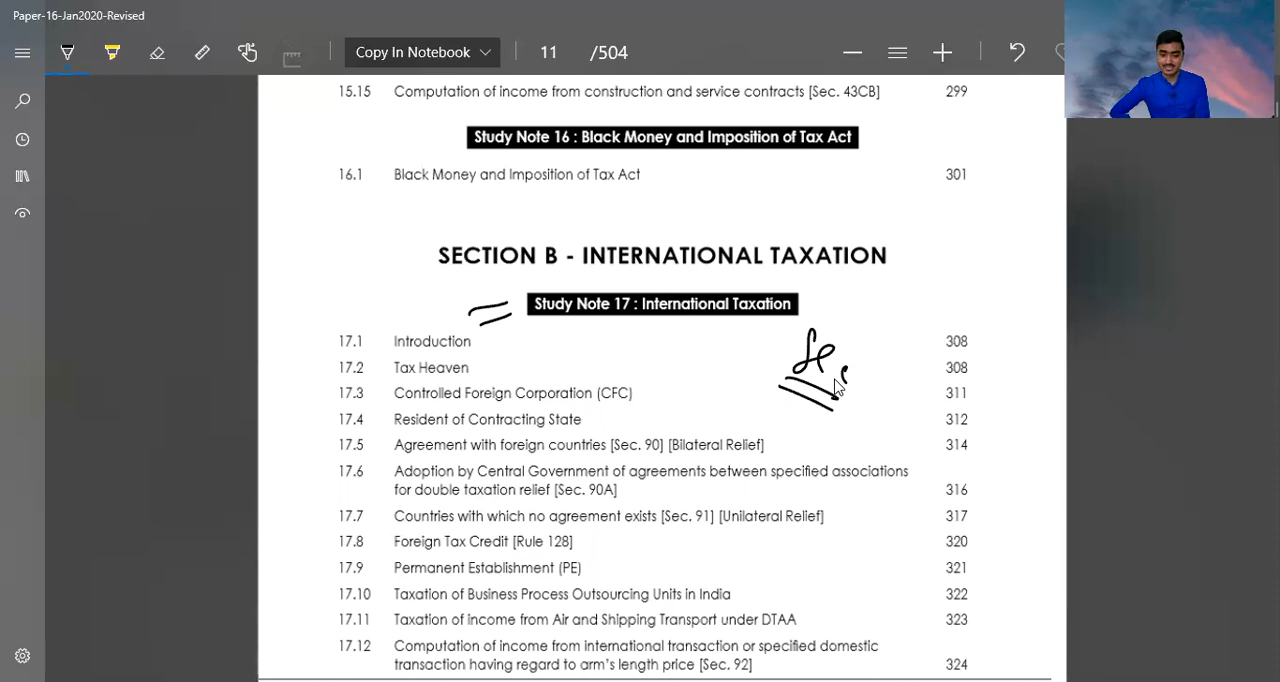 Paper-16-Jan2020-Revised
Copy In Notebook 11 /504
15.15 Computation of income from construction and service contracts [Sec. 43CB] 299
Study Note 16 : Black Money and Imposition of Tax Act
16.1 Black Money and Imposition of Tax Act 301
SECTION B - INTERNATIONAL TAXATION
Study Note 17 : International Taxation
17.1 Introduction 308
Se
17.2 Tax Heaven 308
17.3 Controlled Foreign Corporation (CFC) 311
17.4 Resident of Contracting State 312
17.5 Agreement with foreign countries [Sec. 90] [Bilateral Relief] 314
17.6 Adoption by Central Government of agreements between specified associations
for double taxation relief [Sec. 90A] 316
17.7 Countries with which no agreement exists [Sec. 91] [Unilateral Relief] 317
17.8 Foreign Tax Credit [Rule 128] 320
17.9 Permanent Establishment (PE) 321
17.10 Taxation of Business Process Outsourcing Units in India 322
17.11 Taxation of income from Air and Shipping Transport under DTAA 323
17.12 Computation of income from international transaction or specified domestic
transaction having regard to arm's length price [Sec. 92] 324